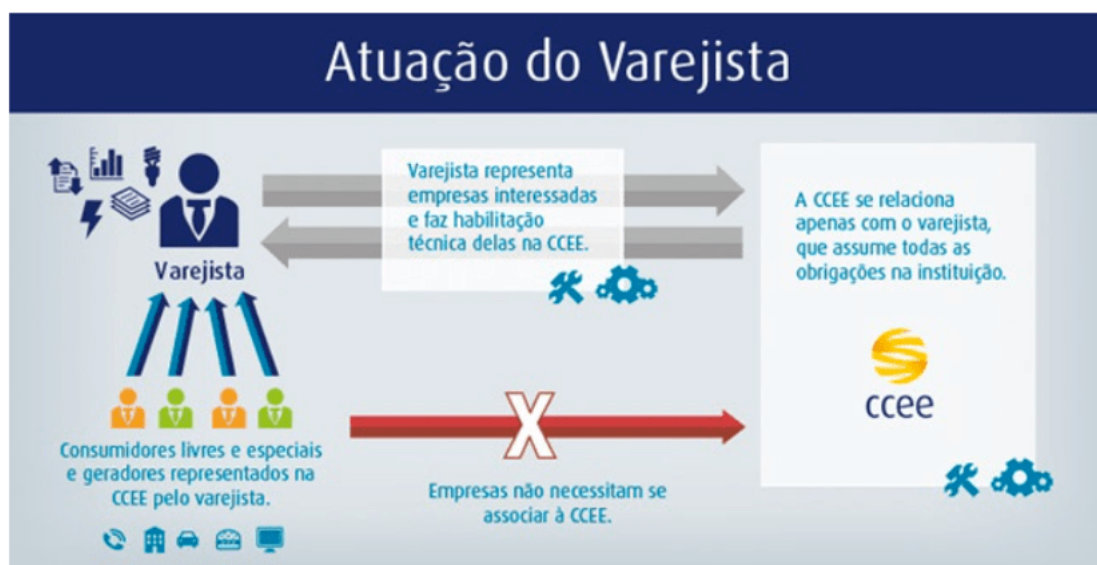 Atuação do Varejista
Varejista
Varejista representa
empresas interessadas
e faz habilitação
técnica delas na CCEE.
A CCEE se relaciona
apenas com o varejista,
que assume todas as
obrigações na instituição.
ccee
Consumidores livres e especiais
e geradores representados na
CCEE pelo varejista.
X
Empresas não necessitam se
associar à CCEE.